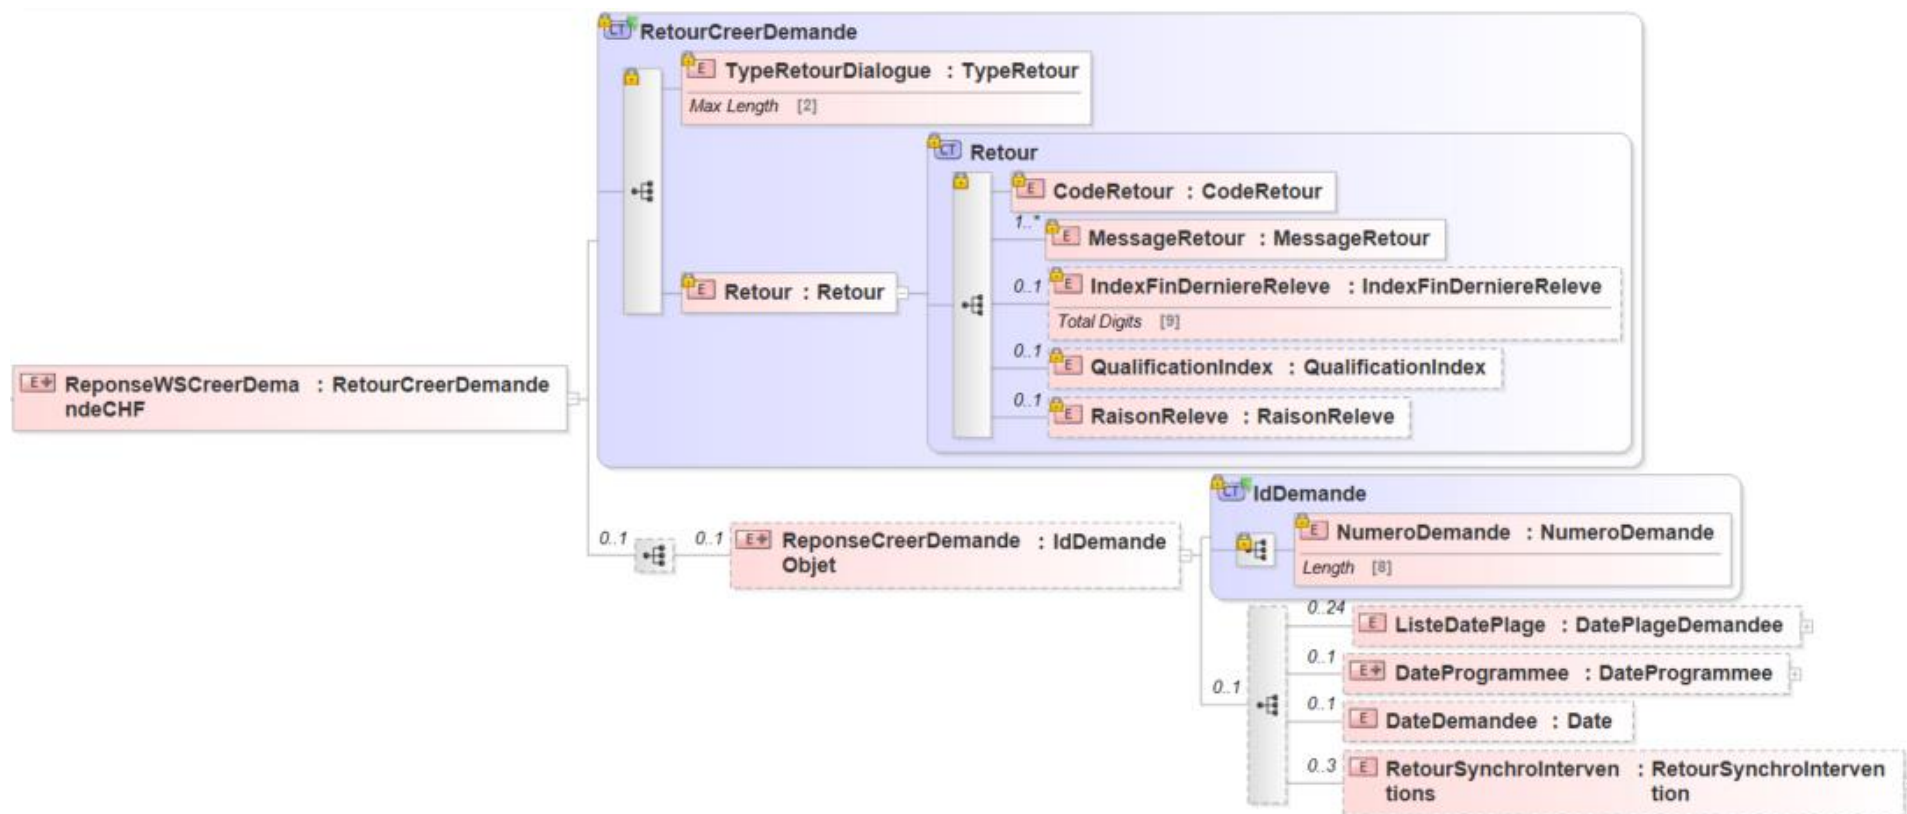 CT RetourCreerDemande
E TypeRetourDialogue : TypeRetour
Max Length [2]
CT Retour
E CodeRetour : CodeRetour
1..*
E MessageRetour : MessageRetour
0..1
E IndexFinDerniereReleve : IndexFinDerniereReleve
Total Digits [9]
E Retour : Retour
0..1
E QualificationIndex : QualificationIndex
0..1
E RaisonReleve : RaisonReleve
E ReponseWSCreerDema : RetourCreerDemande
ndeCHF
CT IdDemande
E NumeroDemande : NumeroDemande
Length [8]
0..1 0..1 E ReponseCreerDemande : IdDemande
Objet
0..24
E ListeDatePlage : DatePlageDemandee
0..1
E DateProgrammee : DateProgrammee
0..1
0..1
E DateDemandee : Date
0..3
E RetourSynchroInterven : RetourSynchroInterven
tions tion